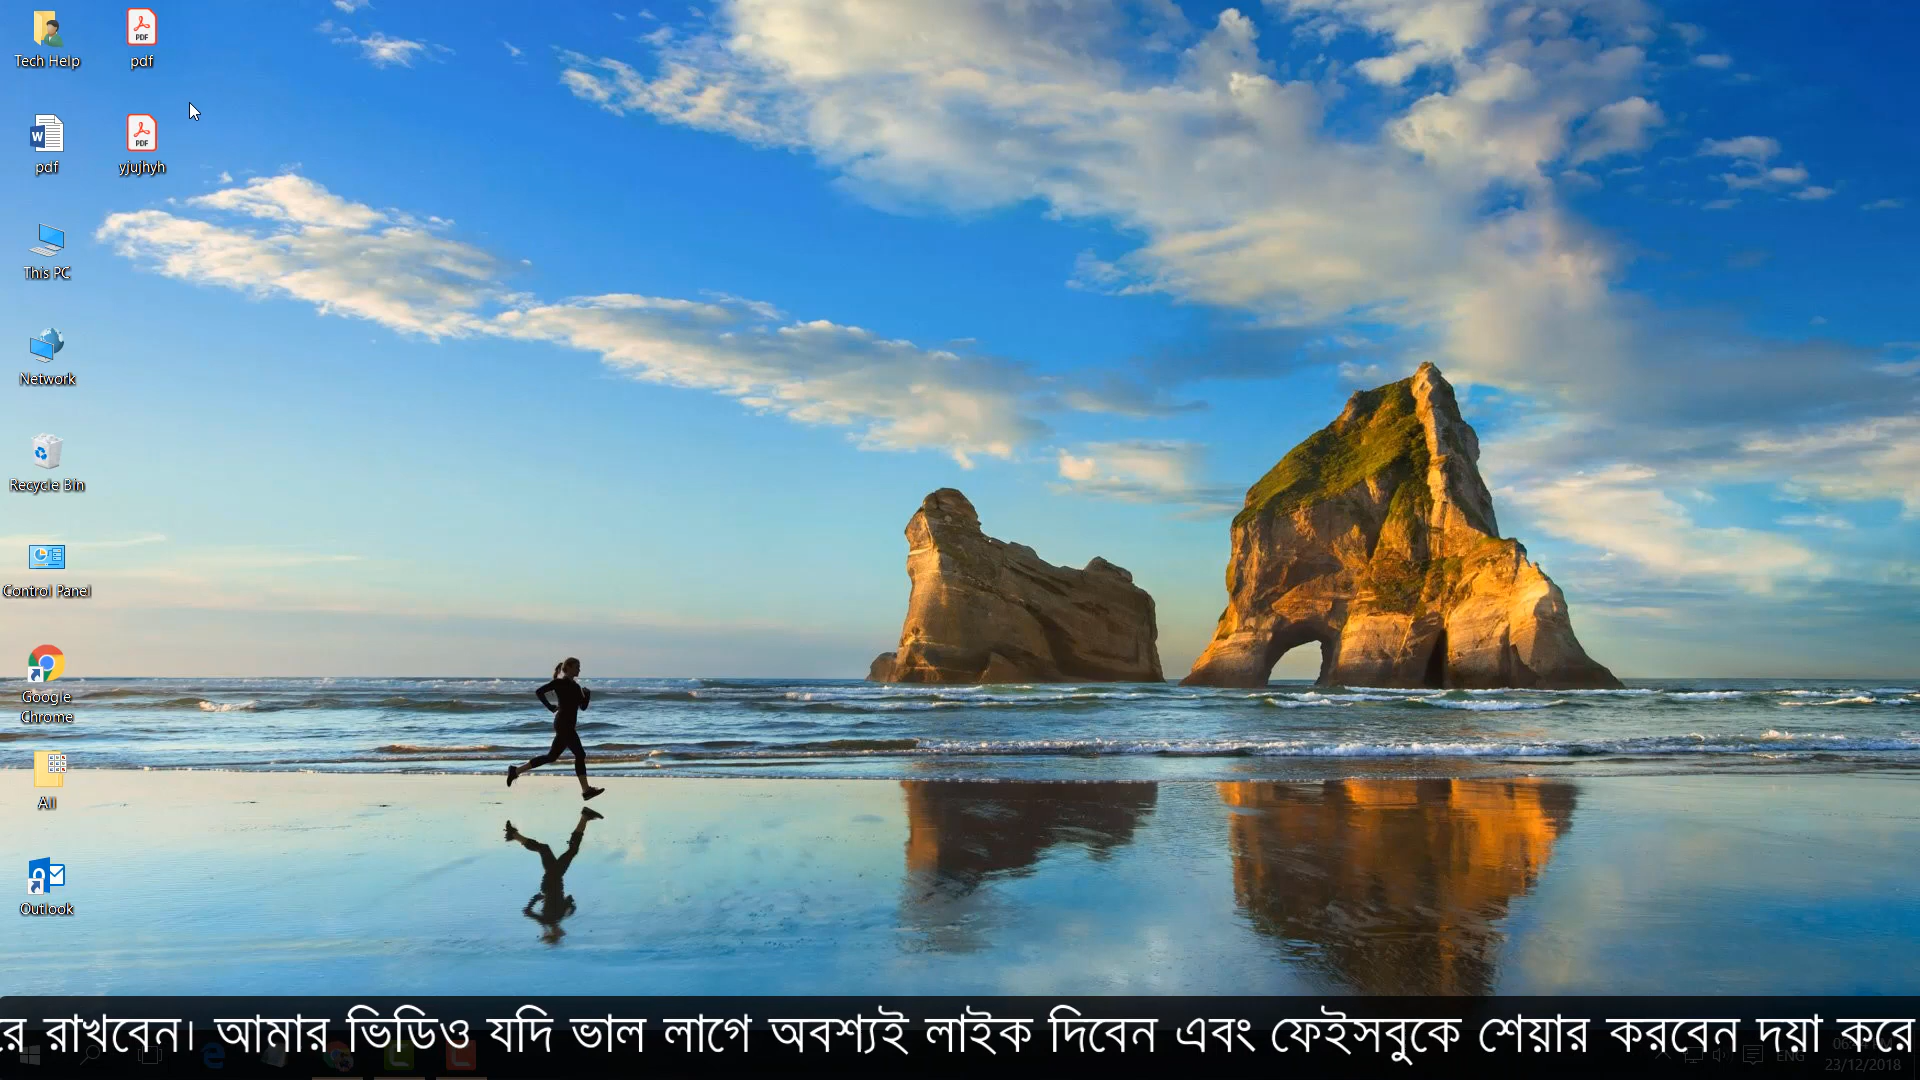 Tech Help
pdf
pdf
yjujhyh
This PC
Network
Recycle Bin
Control Panel
Google
Chrome
All
Outlook
রে রাখবেন। আমার ভিডিও যদি ভাল লাগে অবশ্যই লাইক দিবেন এবং ফেইসবুকে শেয়ার করবেন দয়া করে
ENG
23/12/2018